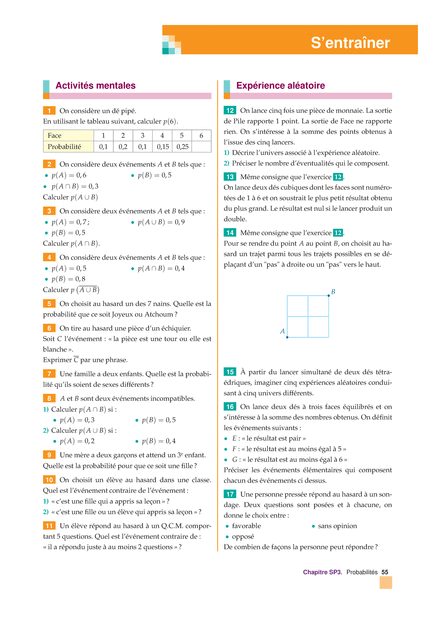 S'entraîner
Activités mentales
1 On considère un dé pipé.
En utilisant le tableau suivant, calculer p(6).
Face 1 2 3 4 5 6
Probabilité 0,1 0,2 0,1 0,15 0,25
2 On considère deux événements A et B tels que :
• p(A) = 0,6 • p(B) = 0,5
• p(A ∩ B) = 0,3
Calculer p(A ∪ B)
3 On considère deux événements A et B tels que :
• p(A) = 0,7 ; • p(A ∪ B) = 0,9
• p(B) = 0,5
Calculer p(A ∩ B).
4 On considère deux événements A et B tels que :
• p(A) = 0,5 • p(A ∩ B) = 0,4
• p(B) = 0,8
Calculer p(A̅ ∪ B̅)
5 On choisit au hasard un des 7 nains. Quelle est la
probabilité que ce soit Joyeux ou Atchoum ?
6 On tire au hasard une pièce d'un échiquier.
Soit C l'événement : « la pièce est une tour ou elle est
blanche ».
Exprimer C̅ par une phrase.
7 Une famille a deux enfants. Quelle est la probabi-
lité qu'ils soient de sexes différents ?
8 A et B sont deux événements incompatibles.
1) Calculer p(A ∩ B) si :
• p(A) = 0,3 • p(B) = 0,5
2) Calculer p(A ∪ B) si :
• p(A) = 0,2 • p(B) = 0,4
9 Une mère a deux garçons et attend un 3e enfant.
Quelle est la probabilité pour que ce soit une fille ?
10 On choisit un élève au hasard dans une classe.
Quel est l'événement contraire de l'événement :
1) « c'est une fille qui a appris sa leçon » ?
2) « c'est une fille ou un élève qui appris sa leçon » ?
11 Un élève répond au hasard à un Q.C.M. compor-
tant 5 questions. Quel est l'événement contraire de :
« il a répondu juste à au moins 2 questions » ?
Expérience aléatoire
12 On lance cinq fois une pièce de monnaie. La sortie
de Pile rapporte 1 point. La sortie de Face ne rapporte
rien. On s'intéresse à la somme des points obtenus à
l'issue des cinq lancers.
1) Décrire l'univers associé à l'expérience aléatoire.
2) Préciser le nombre d'éventualités qui le composent.
13 Même consigne que l'exercice 12.
On lance deux dés cubiques dont les faces sont numéro-
tées de 1 à 6 et on soustrait le plus petit résultat obtenu
du plus grand. Le résultat est nul si le lancer produit un
double.
14 Même consigne que l'exercice 12.
Pour se rendre du point A au point B, on choisit au ha-
sard un trajet parmi tous les trajets possibles en se dé-
plaçant d'un "pas" à droite ou un "pas" vers le haut.
B
A
15 À partir du lancer simultané de deux dés tétra-
édriques, imaginer cinq expériences aléatoires conduisant
à cinq univers différents.
16 On lance deux dés à trois faces équilibrés et on
s'intéresse à la somme des nombres obtenus. On définit
les événements suivants :
• E : « le résultat est pair »
• F : « le résultat est au moins égal à 5 »
• G : « le résultat est au moins égal à 6 »
Préciser les événements élémentaires qui composent
chacun des événements ci dessus.
17 Une personne pressée répond au hasard à un son-
dage. Deux questions sont posées et à chacune, on
donne le choix entre :
• favorable • sans opinion
• opposé
De combien de façons la personne peut répondre ?
Chapitre SP3. Probabilités 55